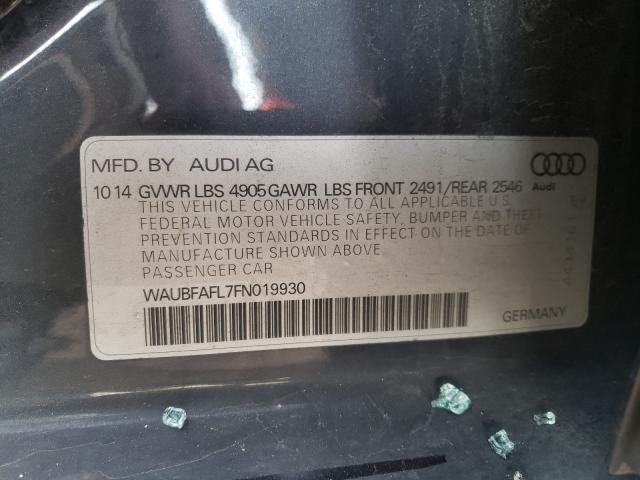 MFD. BY AUDI AG
10 14 GVWR LBS 4905 GAWR LBS FRONT 2491/REAR 2546
Audi
THIS VEHICLE CONFORMS TO ALL APPLICABLE U.S.
FEDERAL MOTOR VEHICLE SAFETY, BUMPER AND THEFT
PREVENTION STANDARDS IN EFFECT ON THE DATE OF
MANUFACTURE SHOWN ABOVE
PASSENGER CAR
WAUBFAFL7FN019930
GERMANY